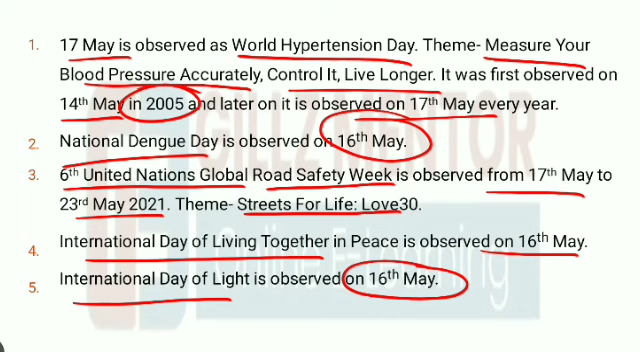 1. 17 May is observed as World Hypertension Day. Theme- Measure Your
Blood Pressure Accurately, Control It, Live Longer. It was first observed on
14th May in 2005 and later on it is observed on 17th May every year.
2. National Dengue Day is observed on 16th May.
3. 6th United Nations Global Road Safety Week is observed from 17th May to
23rd May 2021. Theme- Streets For Life: Love30.
4. International Day of Living Together in Peace is observed on 16th May.
5. International Day of Light is observed on 16th May.